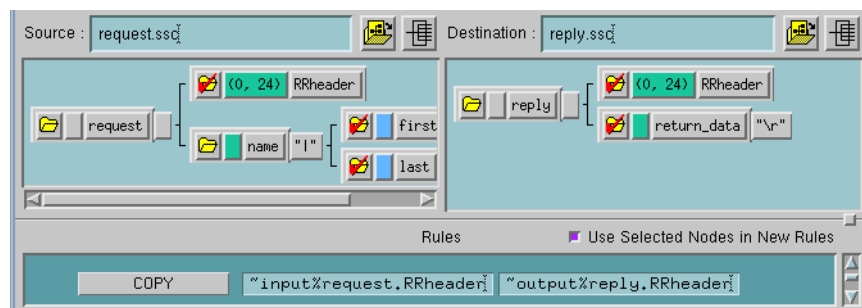 Source : request.ssc Destination : reply.ssc
(0, 24) RRheader (0, 24) RRheader
request reply
name "|" first return_data "\r"
last
Rules Use Selected Nodes in New Rules
COPY ~input%request.RRheader ~output%reply.RRheader